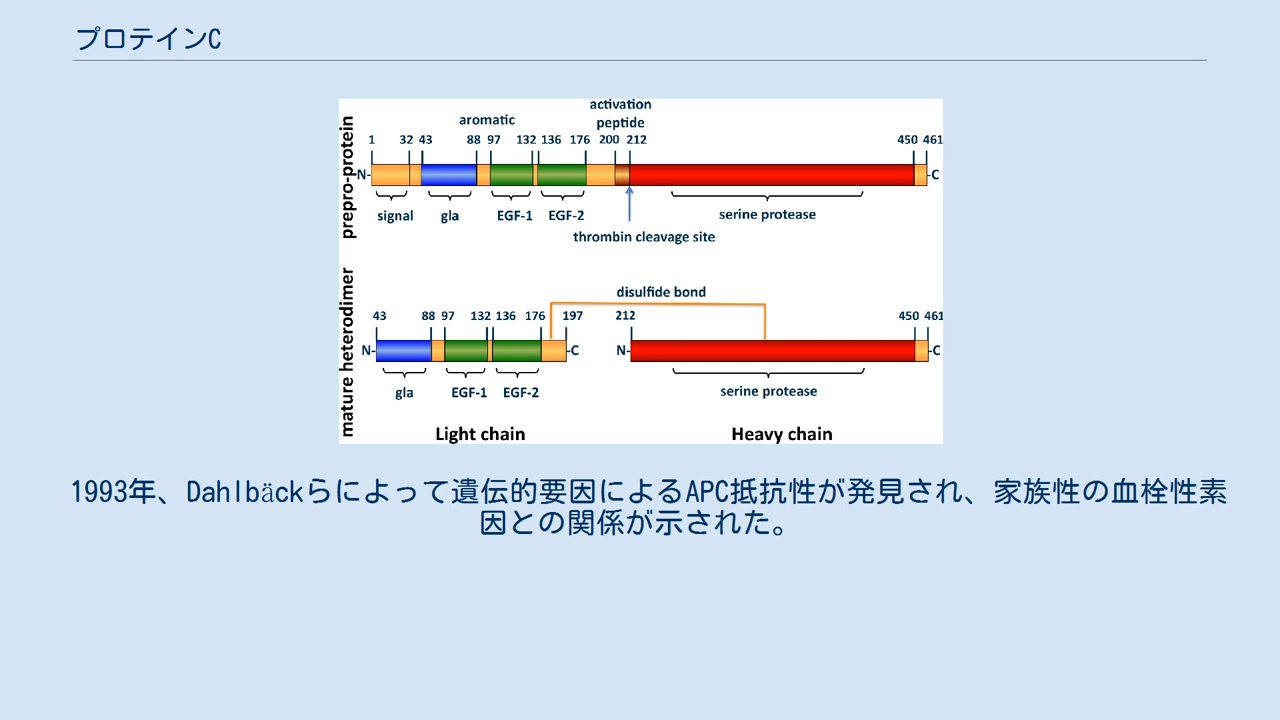 プロテインC
prepro-protein
activation
peptide
aromatic
1 32 43 88 97 132 136 176 200 212 450 461
N- -C
signal gla EGF-1 EGF-2 serine protease
thrombin cleavage site
mature heterodimer
disulfide bond
43 88 97 132 136 176 197 212 450 461
N- -C N- -C
gla EGF-1 EGF-2 serine protease
Light chain Heavy chain
1993年、Dahlbäckらによって遺伝的要因によるAPC抵抗性が発見され、家族性の血栓性素
因との関係が示された。